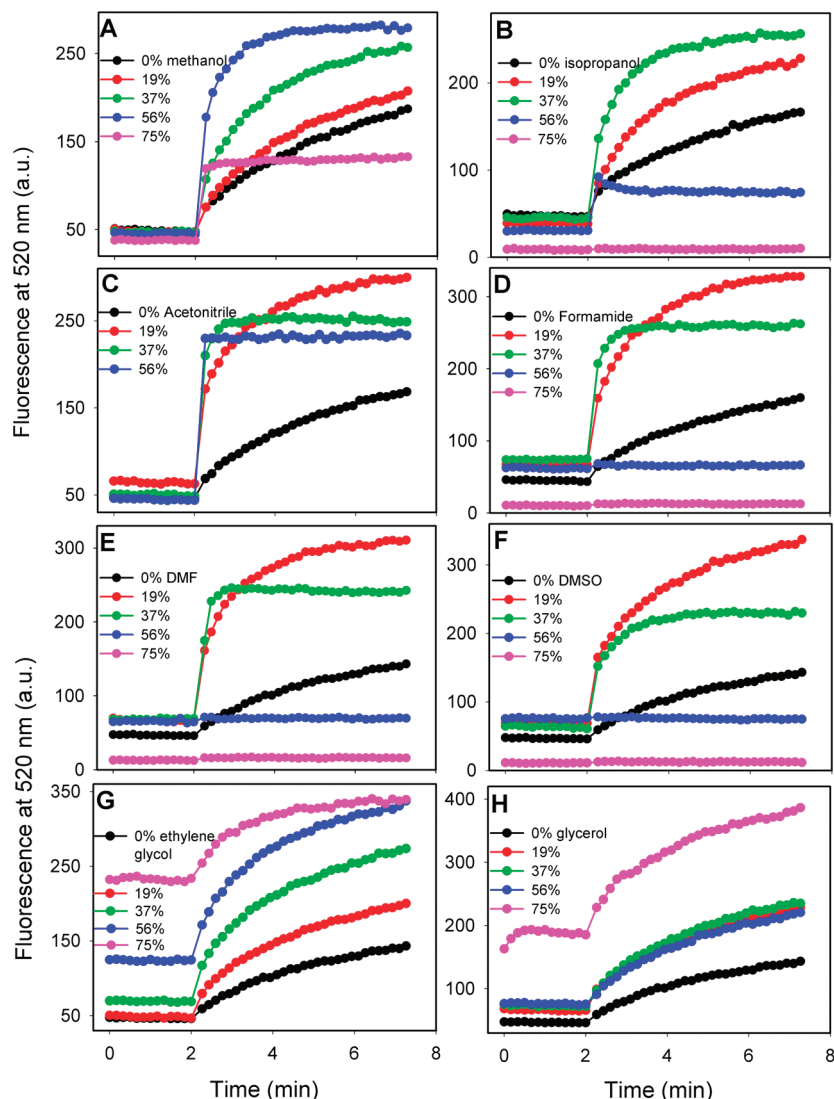 A
250
150
50
0% methanol
19%
37%
56%
75%
B
200
100
0
0% isopropanol
19%
37%
56%
75%
Fluorescence at 520 nm (a.u.)
C
250
150
50
0% Acetonitrile
19%
37%
56%
D
300
200
100
0
0% Formamide
19%
37%
56%
75%
E
300
200
100
0
0% DMF
19%
37%
56%
75%
F
300
200
100
0
0% DMSO
19%
37%
56%
75%
Fluorescence at 520 nm (a.u.)
G
350
250
150
50
0% ethylene
glycol
19%
37%
56%
75%
H
400
300
200
100
0% glycerol
19%
37%
56%
75%
0 2 4 6 8
0 2 4 6 8
Time (min)
Time (min)